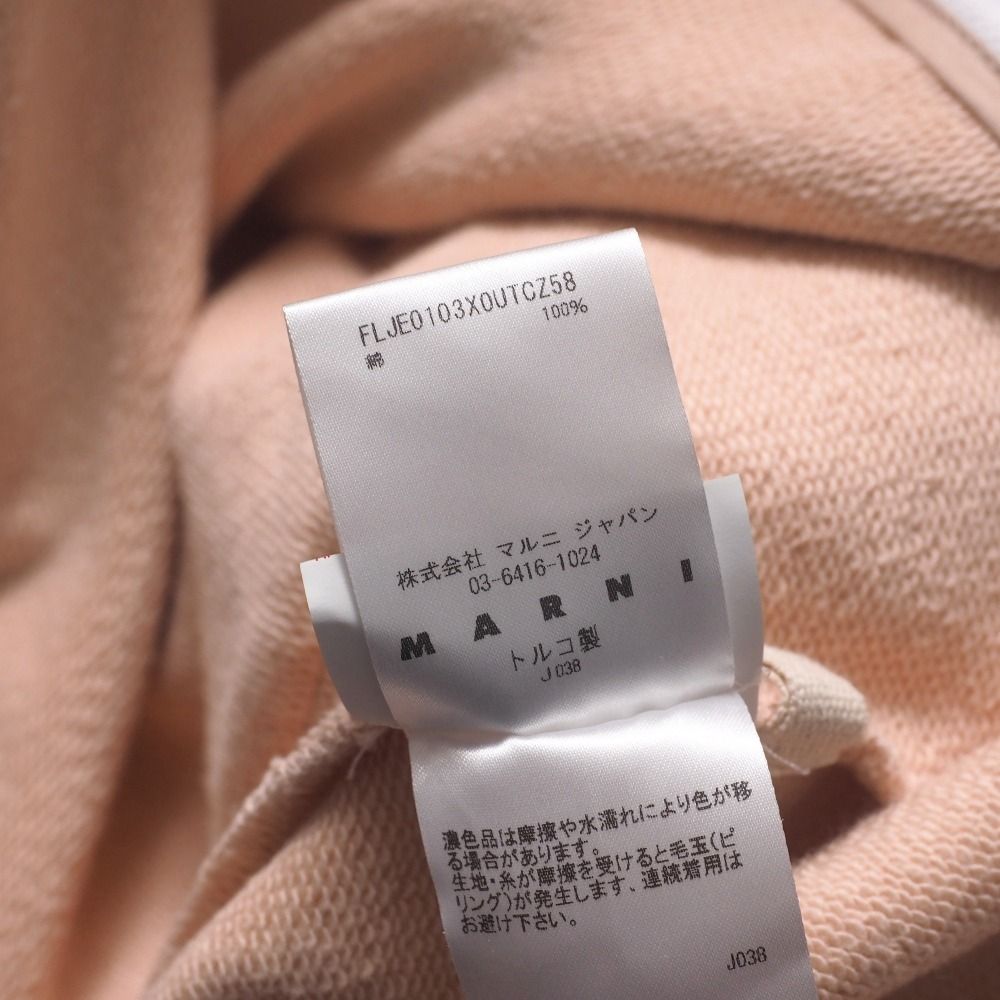 FLJE0103X0UTCZ58
綿 100%
株式会社 マルニ ジャパン
03-6416-1024
MARNI
トルコ製
J038
濃色品は摩擦や水濡れにより色が移
る場合があります。
生地・糸が摩擦を受けると毛玉(ピ
リング)が発生します、連続着用は
お避け下さい。
J038